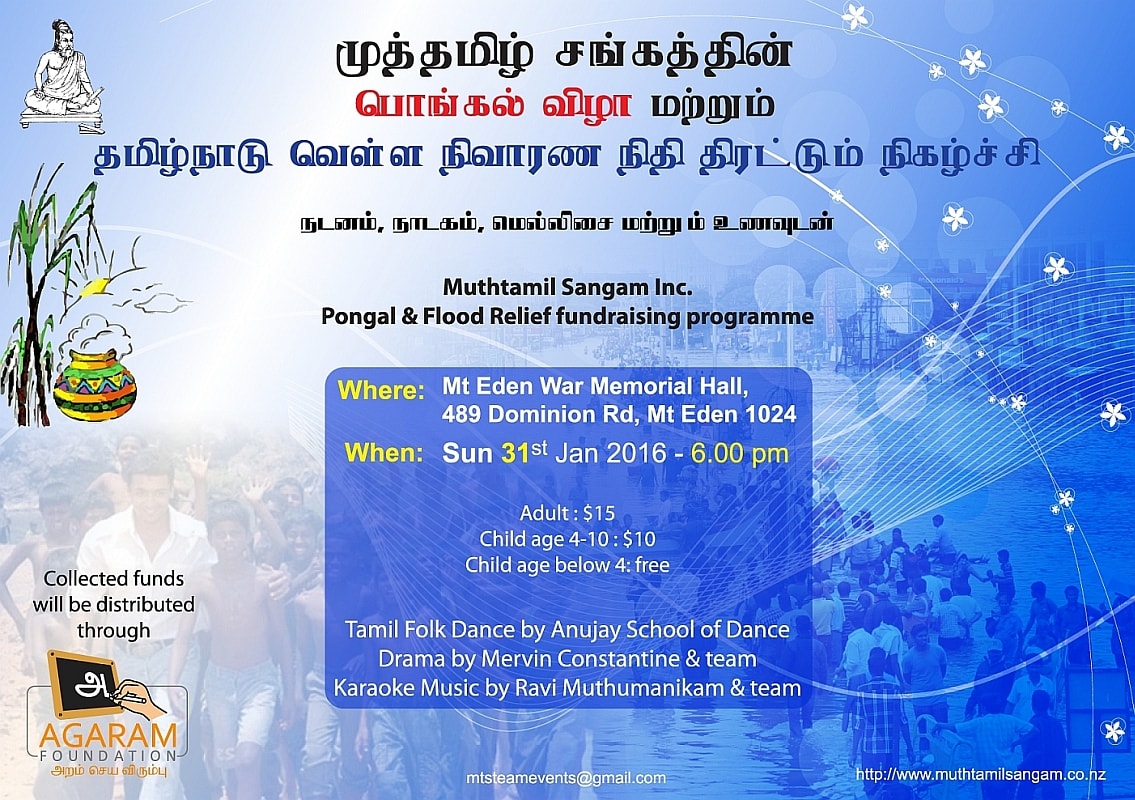 முத்தமிழ் சங்கத்தின்
பொங்கல் விழா மற்றும்
தமிழ்நாடு வெள்ள நிவாரண நிதி திரட்டும் நிகழ்ச்சி
நடனம், நாடகம், மெல்லிசை மற்றும் உணவுடன்
Muthtamil Sangam Inc.
Pongal & Flood Relief fundraising programme
Where: Mt Eden War Memorial Hall,
489 Dominion Rd, Mt Eden 1024
When: Sun 31st Jan 2016 - 6.00 pm
Adult : $15
Child age 4-10 : $10
Child age below 4: free
Tamil Folk Dance by Anujay School of Dance
Drama by Mervin Constantine & team
Karaoke Music by Ravi Muthumanikam & team
Collected funds
will be distributed
through
அ
AGARAM
FOUNDATION
அறம் செய விரும்பு
mtsteamevents@gmail.com
http://www.muthtamilsangam.co.nz